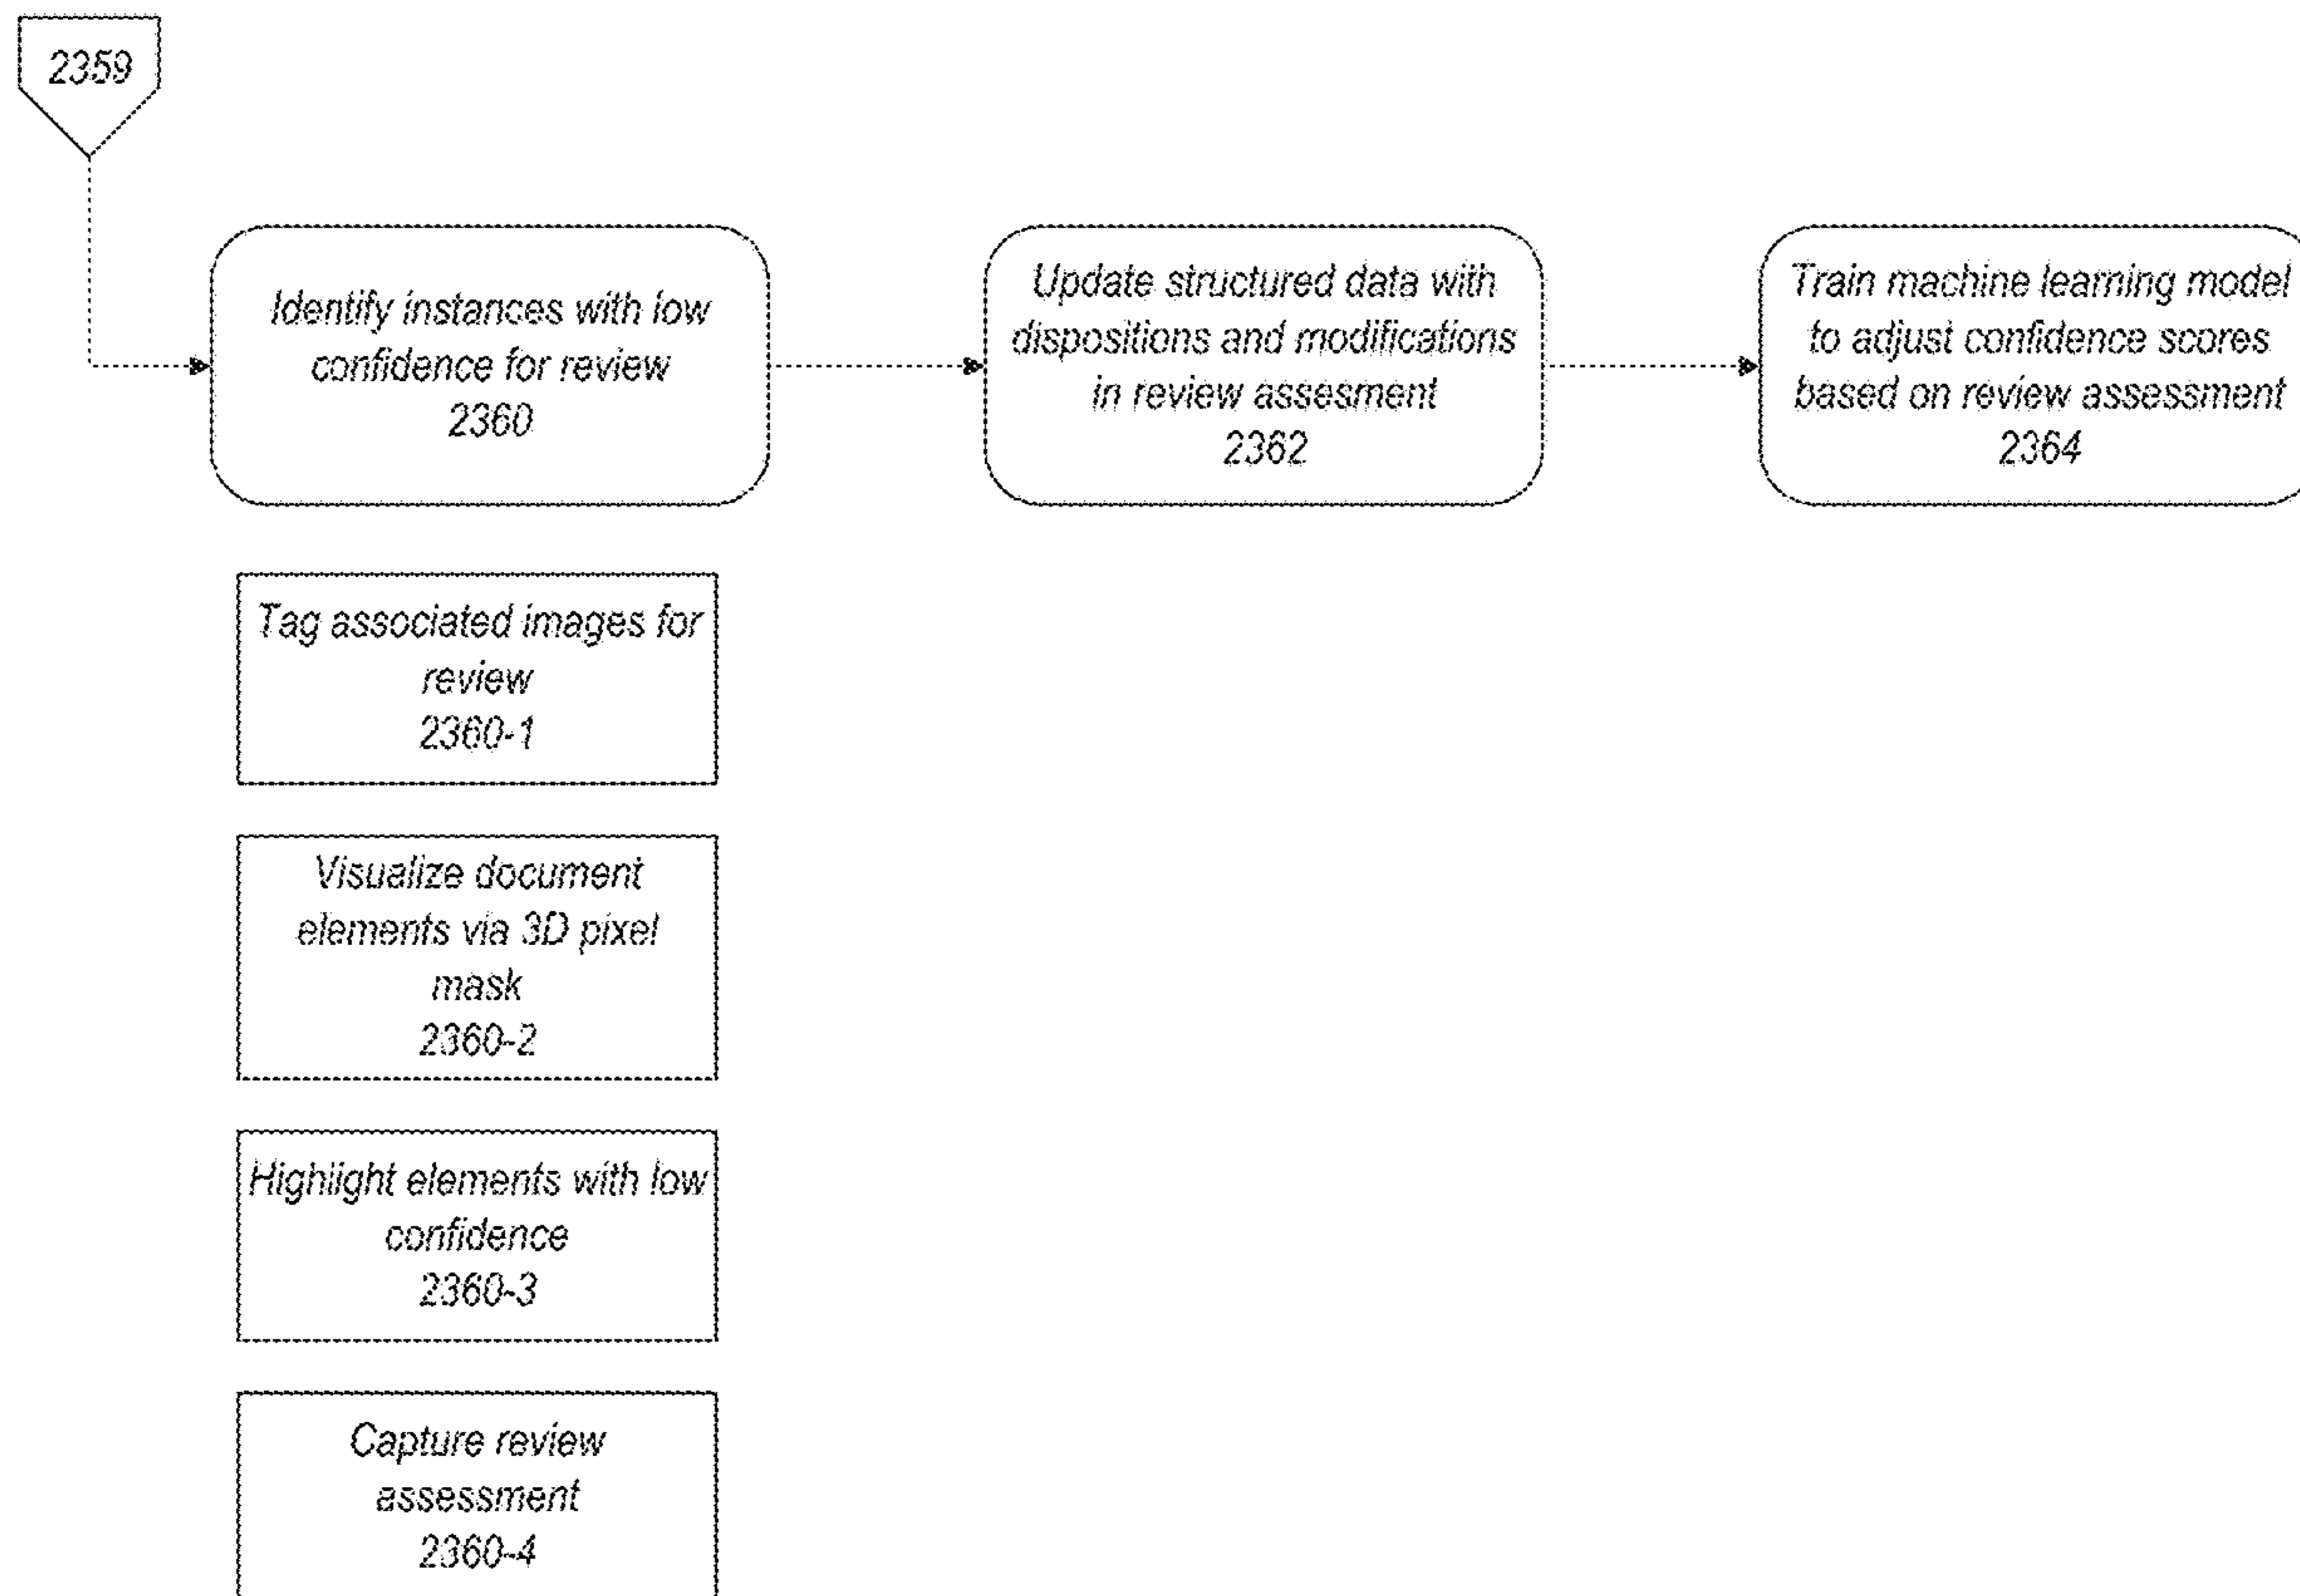 2359
Identify instances with low
confidence for review
2360
Update structured data with
dispositions and modifications
in review assesment
2362
Train machine learning model
to adjust confidence scores
based on review assessment
2364
Tag associated images for
review
2360-1
Visualize document
elements via 3D pixel
mask
2360-2
Highlight elements with low
confidence
2360-3
Capture review
assessment
2360-4